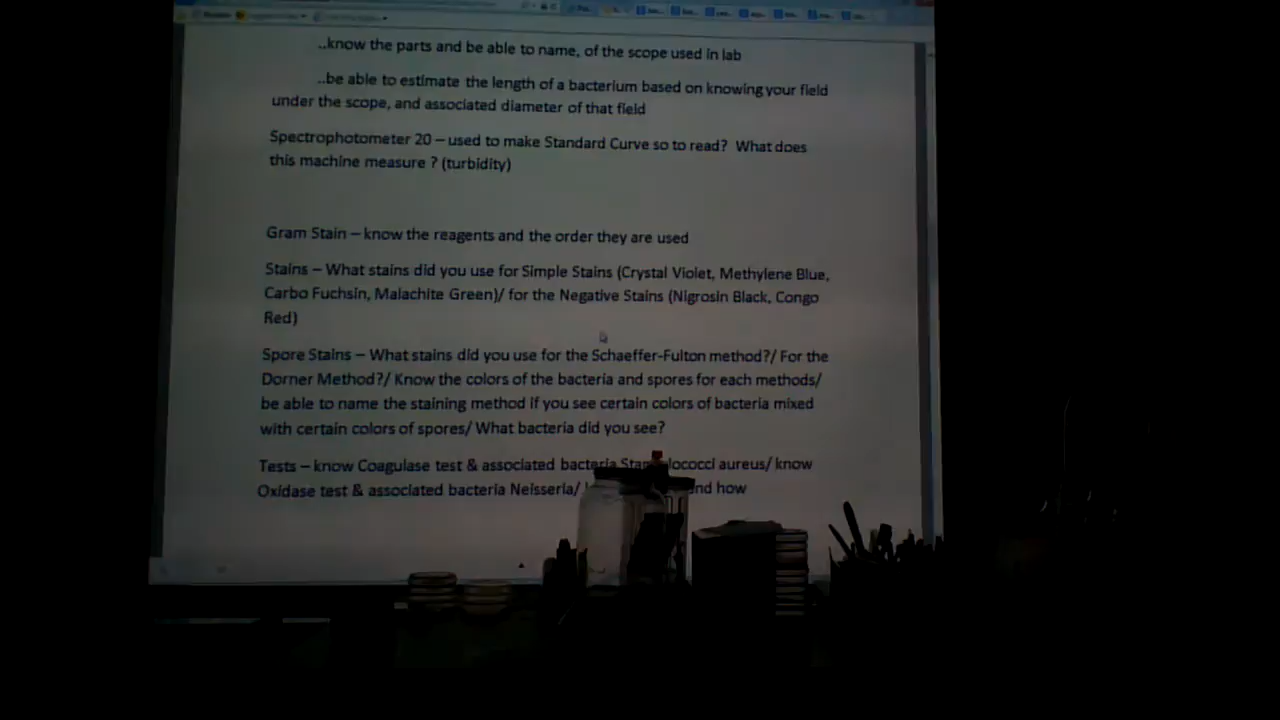 ..know the parts and be able to name, of the scope used in lab
..be able to estimate the length of a bacterium based on knowing your field
under the scope, and associated diameter of that field
Spectrophotometer 20 – used to make Standard Curve so to read? What does
this machine measure ? (turbidity)
Gram Stain – know the reagents and the order they are used
Stains – What stains did you use for Simple Stains (Crystal Violet, Methylene Blue,
Carbo Fuchsin, Malachite Green)/ for the Negative Stains (Nigrosin Black, Congo
Red)
Spore Stains – What stains did you use for the Schaeffer-Fulton method?/ For the
Dorner Method?/ Know the colors of the bacteria and spores for each methods/
be able to name the staining method if you see certain colors of bacteria mixed
with certain colors of spores/ What bacteria did you see?
Tests – know Coagulase test & associated bacteria aureus/ know
Oxidase test & associated bacteria Neisseria/ and how